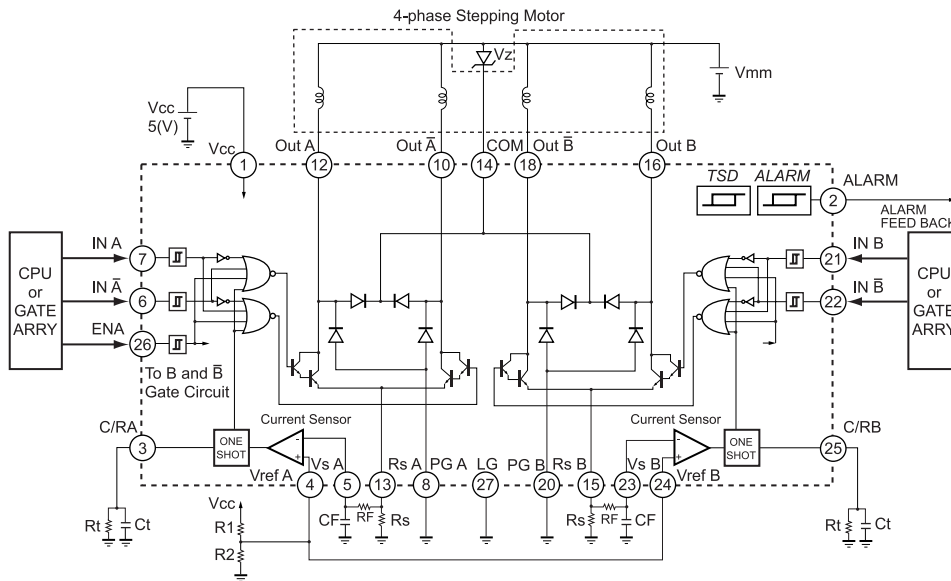 4-phase Stepping Motor
Vz
Vmm
Vcc
5(V)
Vcc
Out A
Out A̅
COM
Out B̅
Out B
1
12
10
14
18
16
TSD
ALARM
ALARM
2
ALARM
FEED BACK
CPU
or
GATE
ARRY
IN A
7
IN A̅
6
ENA
26
To B and B̅
Gate Circuit
IN B
21
IN B̅
22
CPU
or
GATE
ARRY
C/RA
3
ONE
SHOT
Current Sensor
-
+
Current Sensor
-
+
ONE
SHOT
C/RB
25
Vref A
Vs A
Rs A
PG A
LG
PG B
Rs B
Vs B
Vref B
4
5
13
8
27
20
15
23
24
Rt
Ct
Vcc
R1
R2
CF
RF
Rs
Rs
RF
CF
Rt
Ct